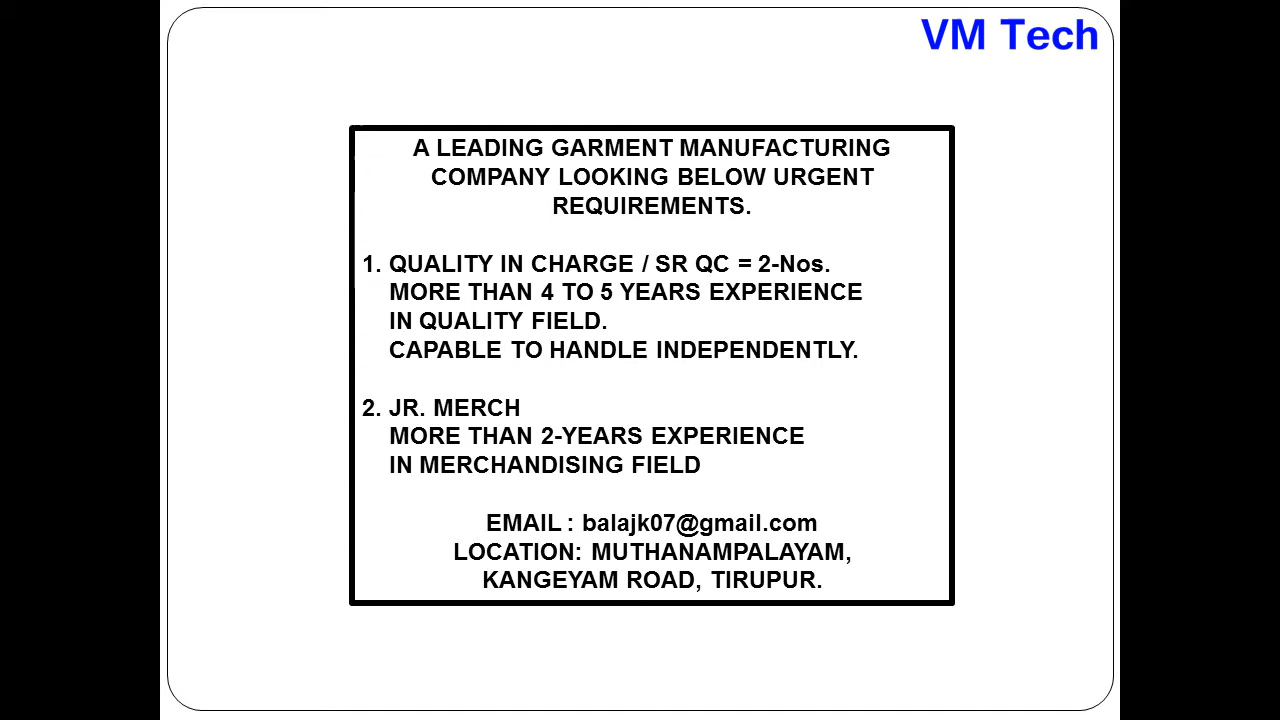 VM Tech
A LEADING GARMENT MANUFACTURING
COMPANY LOOKING BELOW URGENT
REQUIREMENTS.
1. QUALITY IN CHARGE / SR QC = 2-Nos.
MORE THAN 4 TO 5 YEARS EXPERIENCE
IN QUALITY FIELD.
CAPABLE TO HANDLE INDEPENDENTLY.
2. JR. MERCH
MORE THAN 2-YEARS EXPERIENCE
IN MERCHANDISING FIELD
EMAIL : balajk07@gmail.com
LOCATION: MUTHANAMPALAYAM,
KANGEYAM ROAD, TIRUPUR.